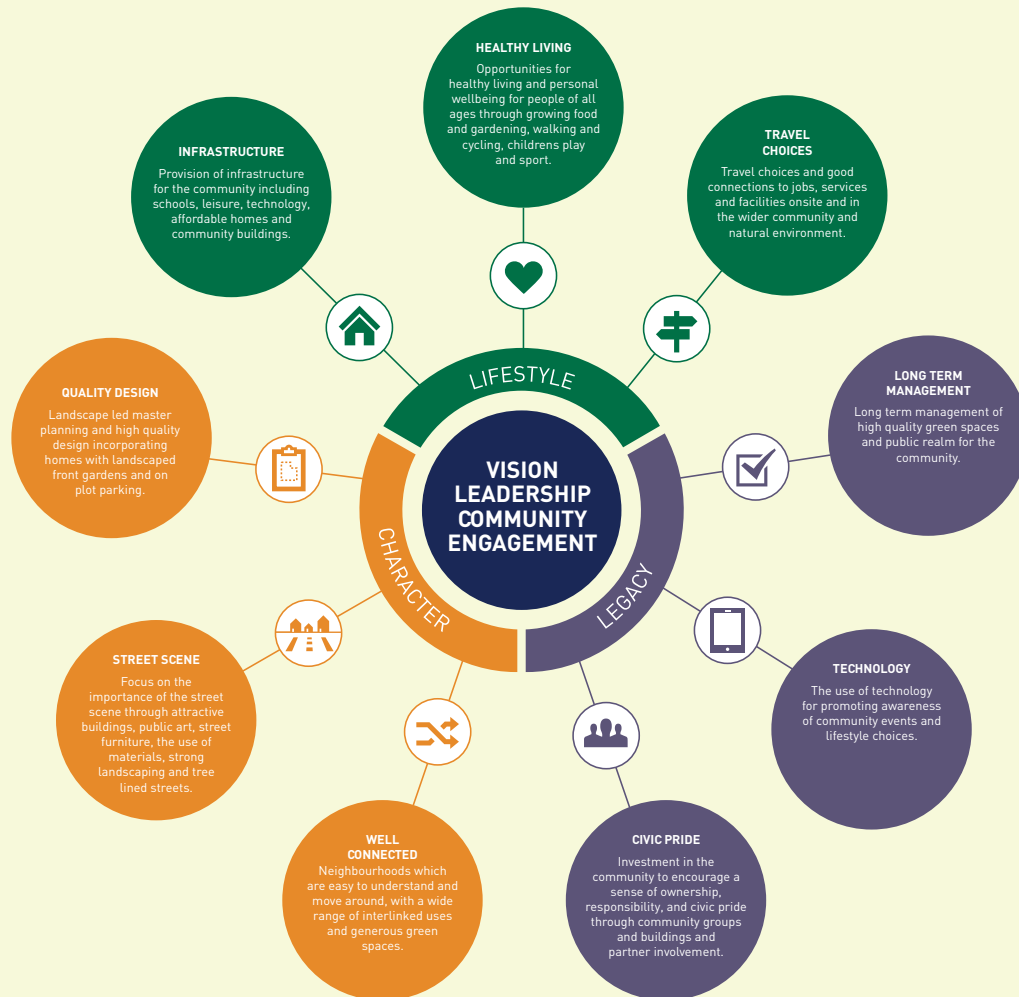 HEALTHY LIVING
Opportunities for
healthy living and personal
wellbeing for people of all
ages through growing food
and gardening, walking and
cycling, childrens play
and sport.
INFRASTRUCTURE
Provision of infrastructure
for the community including
schools, leisure, technology,
affordable homes and
community buildings.
TRAVEL
CHOICES
Travel choices and good
connections to jobs, services
and facilities onsite and in
the wider community and
natural environment.
QUALITY DESIGN
Landscape led master
planning and high quality
design incorporating
homes with landscaped
front gardens and on
plot parking.
LIFESTYLE
LONG TERM
MANAGEMENT
Long term management of
high quality green spaces
and public realm for the
community.
VISION
LEADERSHIP
COMMUNITY
ENGAGEMENT
CHARACTER
LEGACY
STREET SCENE
Focus on the
importance of the street
scene through attractive
buildings, public art, street
furniture, the use of
materials, strong
landscaping and tree
lined streets.
TECHNOLOGY
The use of technology
for promoting awareness
of community events and
lifestyle choices.
WELL
CONNECTED
Neighbourhoods which
are easy to understand and
move around, with a wide
range of interlinked uses
and generous green
spaces.
CIVIC PRIDE
Investment in the
community to encourage a
sense of ownership,
responsibility, and civic pride
through community groups
and buildings and
partner involvement.